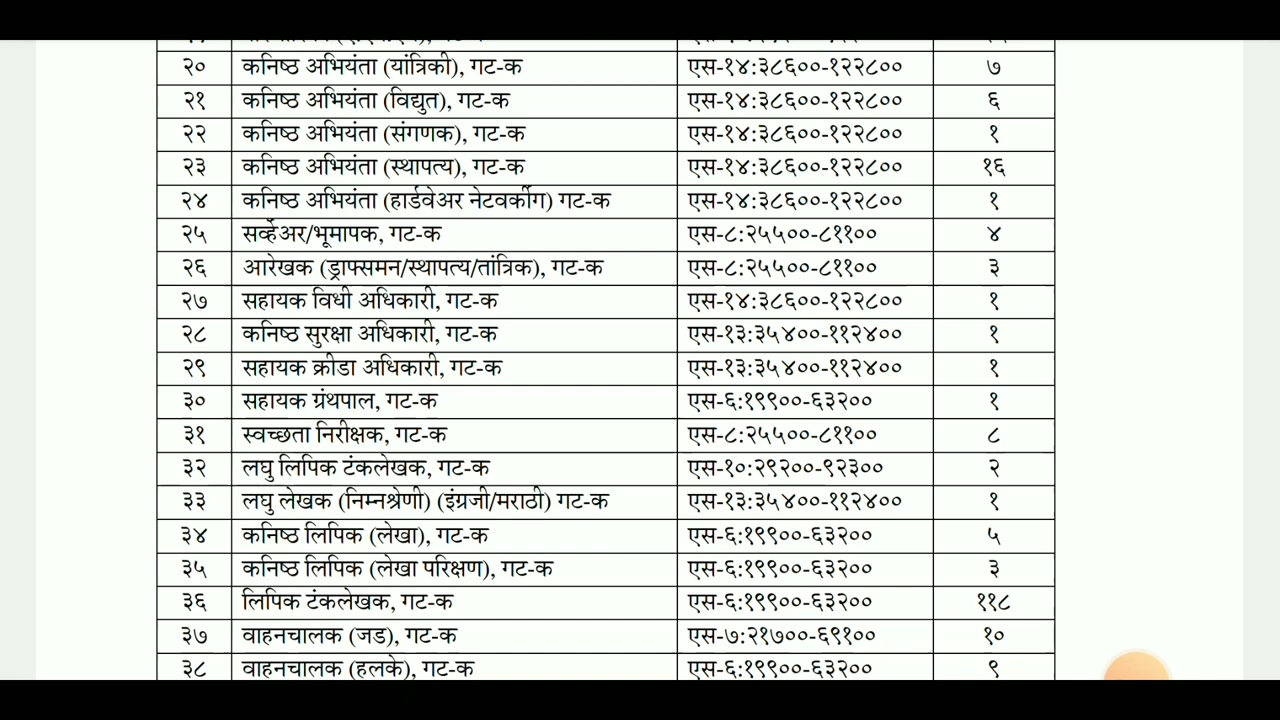 २० कनिष्ठ अभियंता (यांत्रिकी), गट-क एस-१४:३८६००-१२२८०० ७
२१ कनिष्ठ अभियंता (विद्युत), गट-क एस-१४:३८६००-१२२८०० ६
२२ कनिष्ठ अभियंता (संगणक), गट-क एस-१४:३८६००-१२२८०० १
२३ कनिष्ठ अभियंता (स्थापत्य), गट-क एस-१४:३८६००-१२२८०० १६
२४ कनिष्ठ अभियंता (हार्डवेअर नेटवर्कींग) गट-क एस-१४:३८६००-१२२८०० १
२५ सर्व्हेअर/भूमापक, गट-क एस-८:२५५००-८११०० ४
२६ आरेखक (ड्राफ्समन/स्थापत्य/तांत्रिक), गट-क एस-८:२५५००-८११०० ३
२७ सहायक विधी अधिकारी, गट-क एस-१४:३८६००-१२२८०० १
२८ कनिष्ठ सुरक्षा अधिकारी, गट-क एस-१३:३५४००-११२४०० १
२९ सहायक क्रीडा अधिकारी, गट-क एस-१३:३५४००-११२४०० १
३० सहायक ग्रंथपाल, गट-क एस-६:१९९००-६३२०० १
३१ स्वच्छता निरीक्षक, गट-क एस-८:२५५००-८११०० ८
३२ लघु लिपिक टंकलेखक, गट-क एस-१०:२९२००-९२३०० २
३३ लघु लेखक (निम्नश्रेणी) (इंग्रजी/मराठी) गट-क एस-१३:३५४००-११२४०० १
३४ कनिष्ठ लिपिक (लेखा), गट-क एस-६:१९९००-६३२०० ५
३५ कनिष्ठ लिपिक (लेखा परिक्षण), गट-क एस-६:१९९००-६३२०० ३
३६ लिपिक टंकलेखक, गट-क एस-६:१९९००-६३२०० ११८
३७ वाहनचालक (जड), गट-क एस-७:२१७००-६९१०० १०
३८ वाहनचालक (हलके), गट-क एस-६:१९९००-६३२०० ९